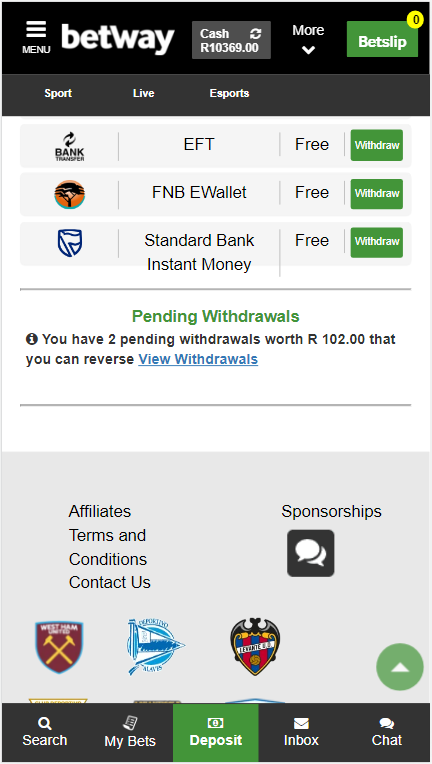 MENU
betway
Cash
R10369.00
More
Betslip
0
Sport Live Esports
BANK
TRANSFER
EFT
Free
Withdraw
FNB EWallet
Free
Withdraw
Standard Bank
Instant Money
Free
Withdraw
Pending Withdrawals
You have 2 pending withdrawals worth R 102.00 that
you can reverse View Withdrawals
Affiliates
Terms and
Conditions
Contact Us
Sponsorships
WEST HAM
UNITED
DEPORTIVO
ALAVES
LEVANTE U.D.
Search My Bets Deposit Inbox Chat